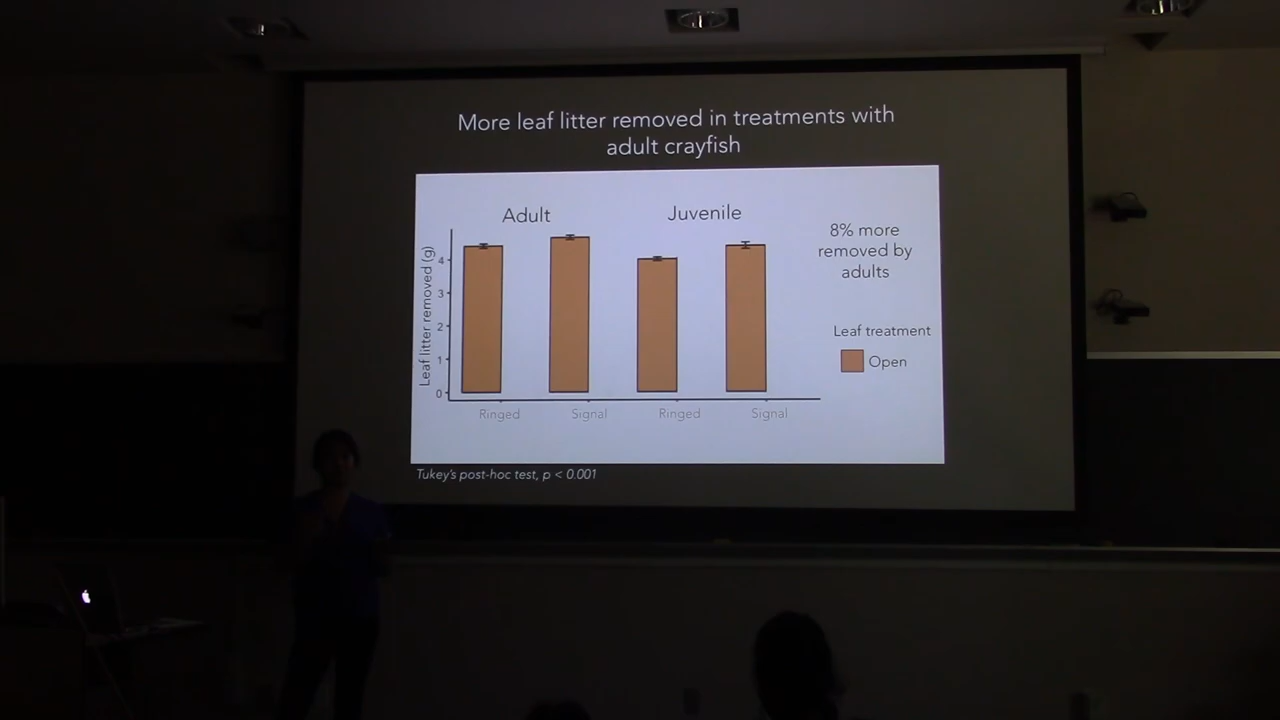 More leaf litter removed in treatments with
adult crayfish
Adult
Juvenile
8% more
removed by
adults
Leaf litter removed (g)
4
3
2
1
0
Leaf treatment
Open
Ringed
Signal
Ringed
Signal
Tukey's post-hoc test, p < 0.001